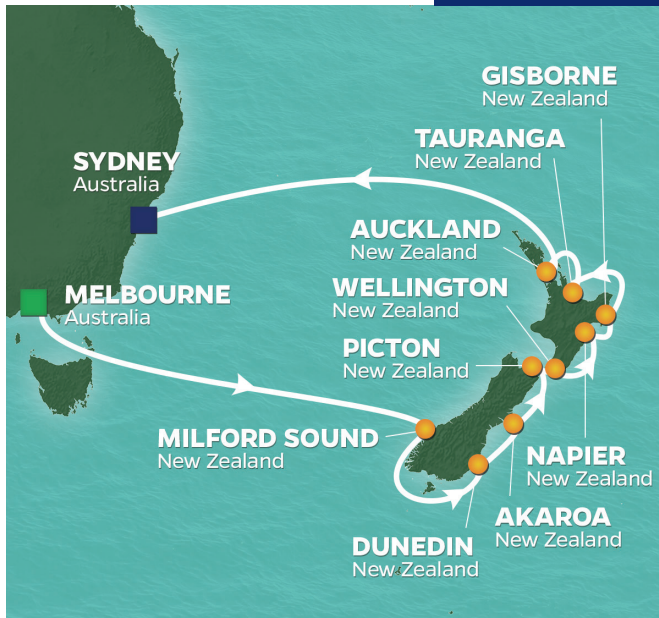 GISBORNE
New Zealand
TAURANGA
New Zealand
SYDNEY
Australia
AUCKLAND
New Zealand
WELLINGTON
New Zealand
MELBOURNE
Australia
PICTON
New Zealand
MILFORD SOUND
New Zealand
NAPIER
New Zealand
AKAROA
New Zealand
DUNEDIN
New Zealand